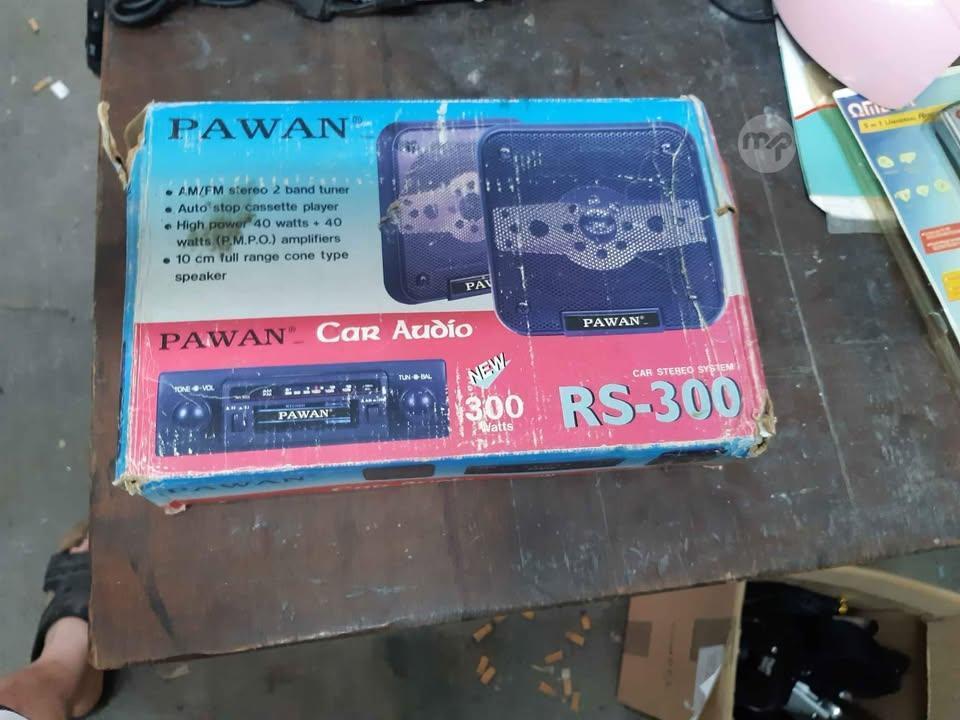 PAWAN®
• AM/FM stereo 2 band tuner
• Auto stop cassette player
• High power 40 watts + 40
watts (P.M.P.O.) amplifiers
• 10 cm full range cone type
speaker
PAWAN®
PAWAN® Car Audio
CAR STEREO SYSTEM
RS-300
NEW
300
Watts
TONE VOL
TUN BAL
PAWAN
PAWAN
mp